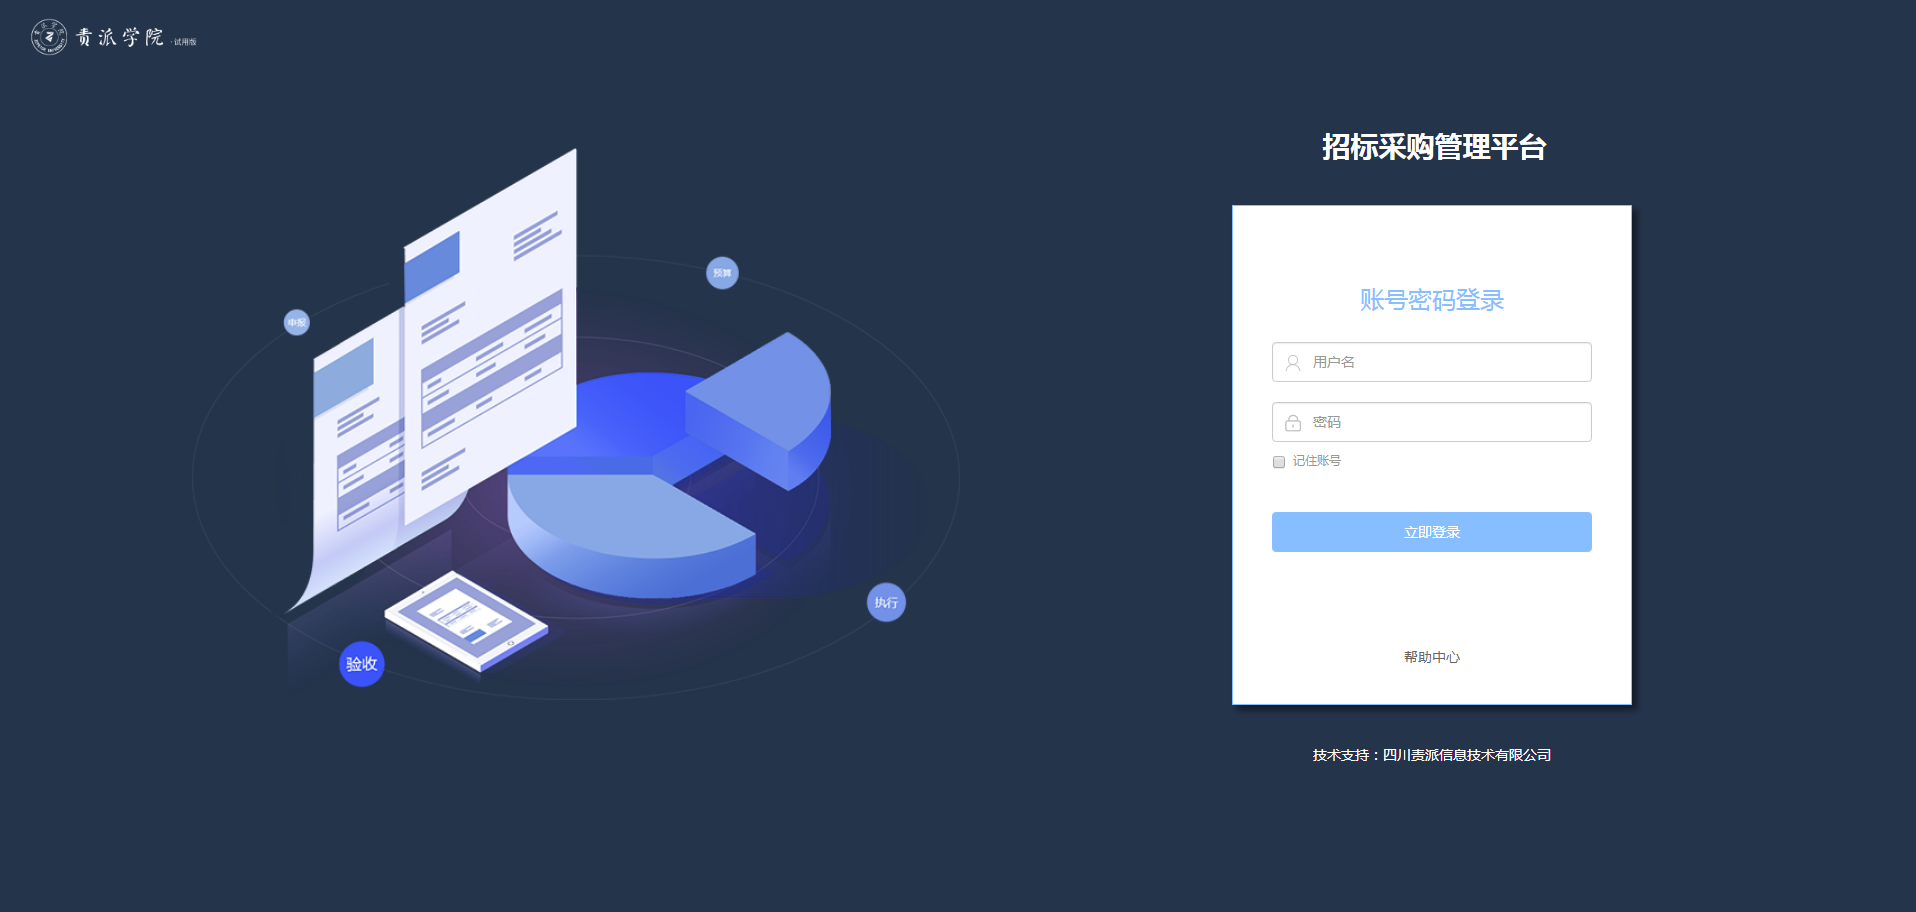 责派学院 ·试用版
招标采购管理平台
预算
申报
账号密码登录
用户名
密码
记住账号
立即登录
执行
验收
帮助中心
技术支持：四川责派信息技术有限公司